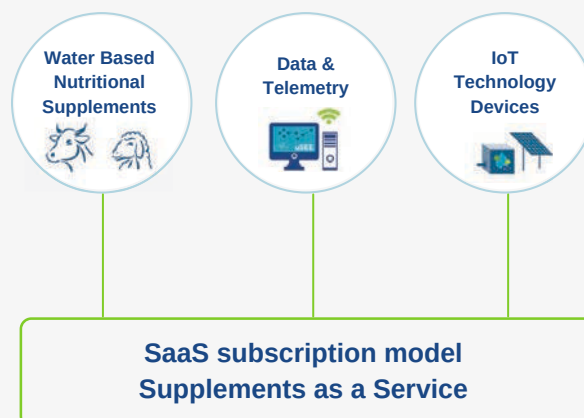 Water Based
Nutritional
Supplements
Data &
Telemetry
IoT
Technology
Devices
SaaS subscription model
Supplements as a Service